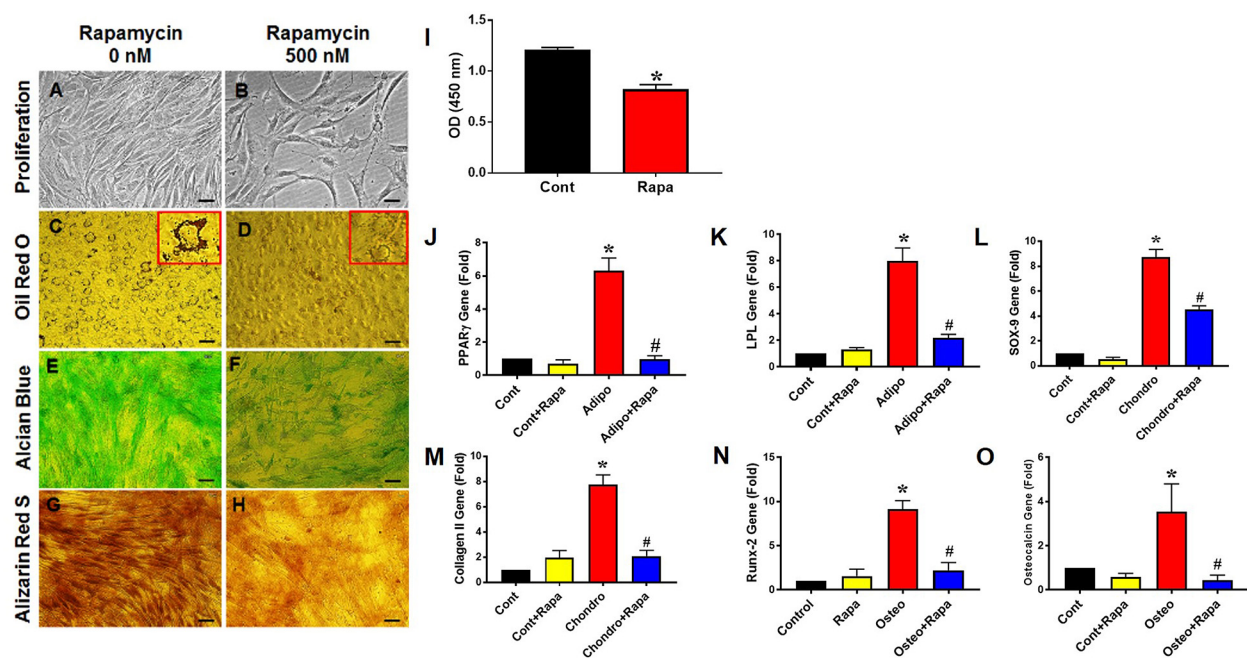 Rapamycin
0 nM
Rapamycin
500 nM
Proliferation
A
B
Oil Red O
C
D
Alcian Blue
E
F
Alizarin Red S
G
H
I
OD (450 nm)
1.5
1.0
0.5
0.0
*
Cont
Rapa
J
PPARγ Gene (Fold)
8
6
4
2
0
*
#
Cont
Cont+Rapa
Adipo
Adipo+Rapa
K
LPL Gene (Fold)
10
8
6
4
2
0
*
#
Cont
Cont+Rapa
Adipo
Adipo+Rapa
L
SOX-9 Gene (Fold)
10
8
6
4
2
0
*
#
Cont
Cont+Rapa
Chondro
Chondro+Rapa
M
Collagen II Gene (Fold)
10
8
6
4
2
0
*
#
Cont
Cont+Rapa
Chondro
Chondro+Rapa
N
Runx-2 Gene (Fold)
15
10
5
0
*
#
Control
Rapa
Osteo
Osteo+Rapa
O
Osteocalcin Gene (Fold)
6
4
2
0
*
#
Cont
Cont+Rapa
Osteo
Osteo+Rapa